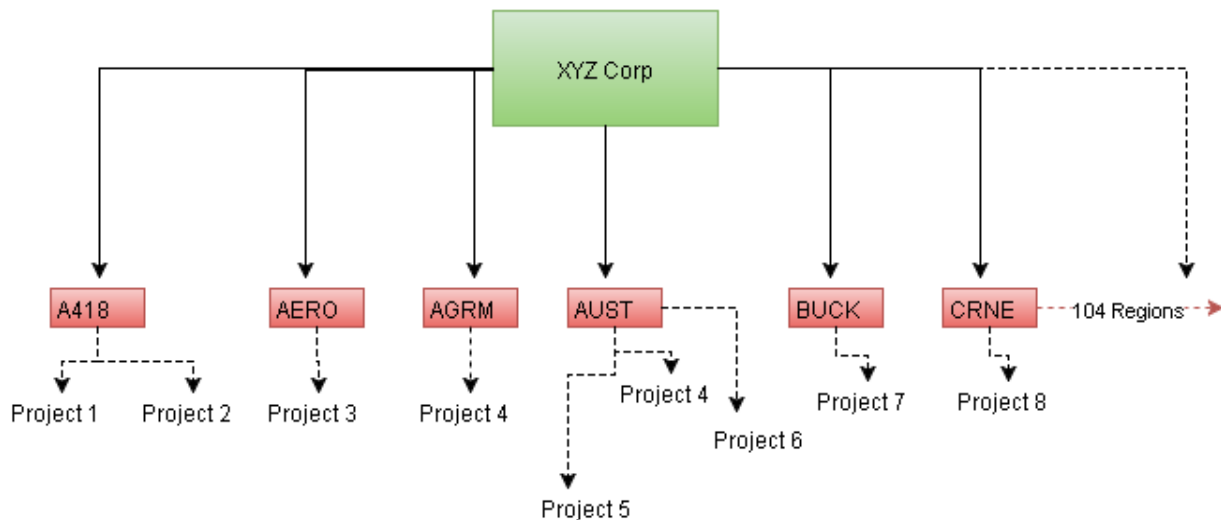 XYZ Corp
A418
AERO
AGRM
AUST
BUCK
CRNE
104 Regions
Project 1
Project 2
Project 3
Project 4
Project 4
Project 7
Project 8
Project 6
Project 5